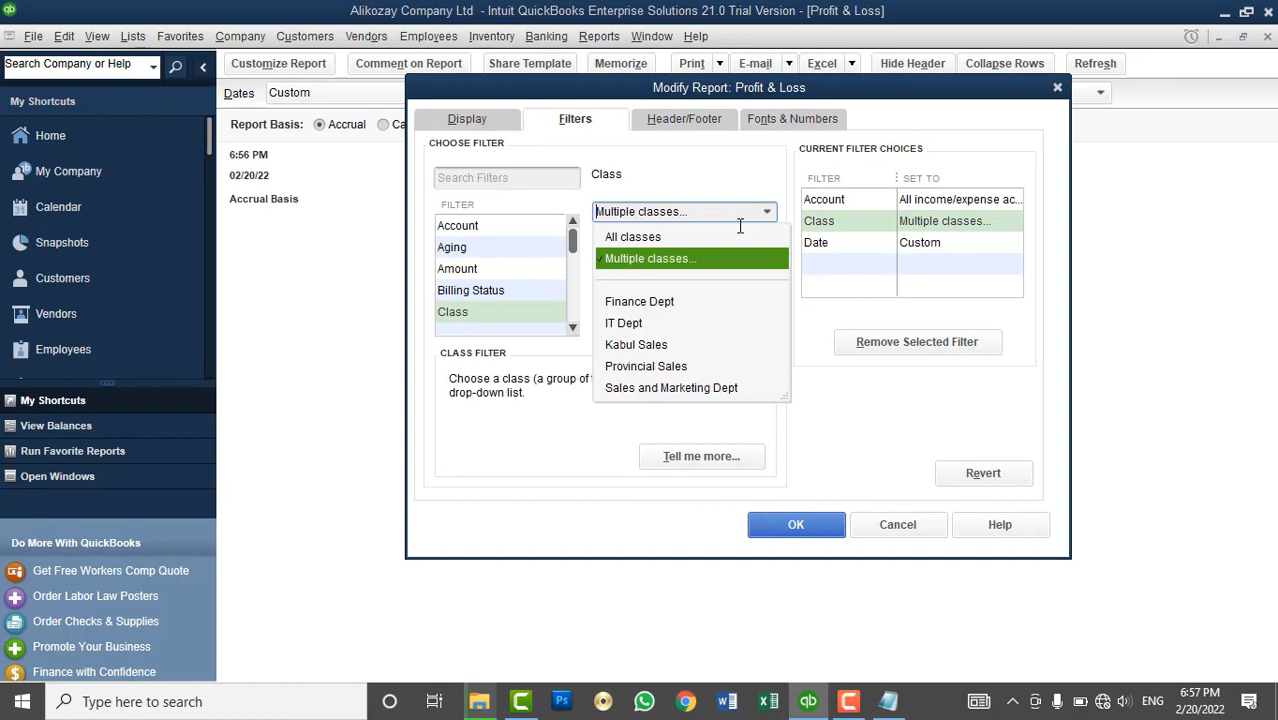 Alikozay Company Ltd - Intuit QuickBooks Enterprise Solutions 21.0 Trial Version - [Profit & Loss]
File Edit View Lists Favorites Company Customers Vendors Employees Inventory Banking Reports Window Help
Search Company or Help
Customize Report Comment on Report Share Template Memorize Print E-mail Excel Hide Header Collapse Rows Refresh
My Shortcuts
Home
My Company
Calendar
Snapshots
Customers
Vendors
Employees
My Shortcuts
View Balances
Run Favorite Reports
Open Windows
Do More With QuickBooks
Get Free Workers Comp Quote
Order Labor Law Posters
Order Checks & Supplies
Promote Your Business
Finance with Confidence
Dates Custom
Report Basis: Accrual Ca
6:56 PM
02/20/22
Accrual Basis
Modify Report: Profit & Loss
Display Filters Header/Footer Fonts & Numbers
CHOOSE FILTER
Search Filters
FILTER
Account
Aging
Amount
Billing Status
Class
Class
Multiple classes...
All classes
✓ Multiple classes...
Finance Dept
IT Dept
Kabul Sales
Provincial Sales
Sales and Marketing Dept
CLASS FILTER
Choose a class (a group of t
drop-down list.
Tell me more...
CURRENT FILTER CHOICES
FILTER SET TO
Account All income/expense ac...
Class Multiple classes...
Date Custom
Remove Selected Filter
Revert
OK Cancel Help
Type here to search
ENG
6:57 PM
2/20/2022